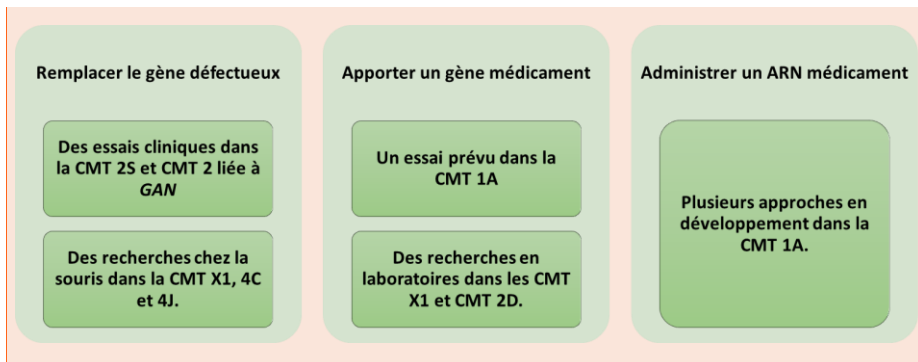 Remplacer le gène défectueux
Des essais cliniques dans
la CMT 2S et CMT 2 liée à
GAN
Des recherches chez la
souris dans la CMT X1, 4C
et 4J.
Apporter un gène médicament
Un essai prévu dans la
CMT 1A
Des recherches en
laboratoires dans les CMT
X1 et CMT 2D.
Administrer un ARN médicament
Plusieurs approches en
développement dans la
CMT 1A.